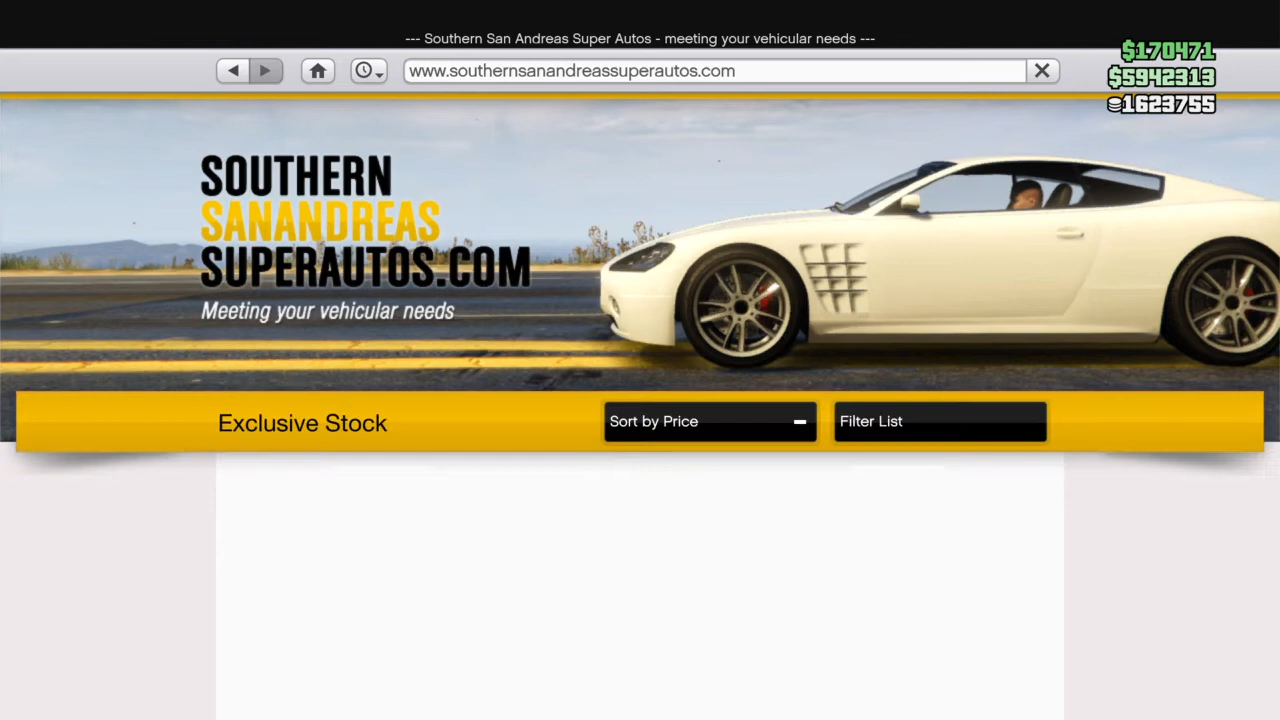 --- Southern San Andreas Super Autos - meeting your vehicular needs ---
www.southernsanandreassuperautos.com
$170471
$5942313
1623755
SOUTHERN
SANANDREAS
SUPERAUTOS.COM
Meeting your vehicular needs
Exclusive Stock
Sort by Price
Filter List